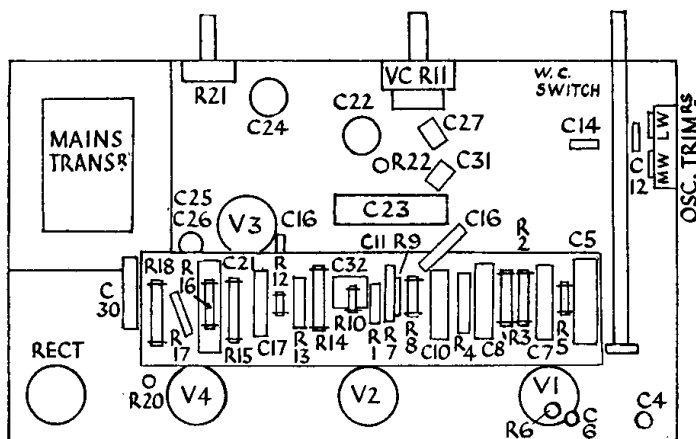 VC R11
R21
W.C.
SWITCH
C24
C22
C27
C14
LW
MW
OSC. TRIMRS
C
12
MAINS
TRANSR.
R22
C31
C25
C26
V3
C16
C23
C16
R
2
C11 R9
C5
C
30
R18
R
16
C21
R
12
C32
R
17
R15
C17
R
13
R14
R10
R
1
R
7
R
8
C10
R
4
C8
R3
C7
R
5
RECT
R20
V4
V2
V1
R6
C
6
C4